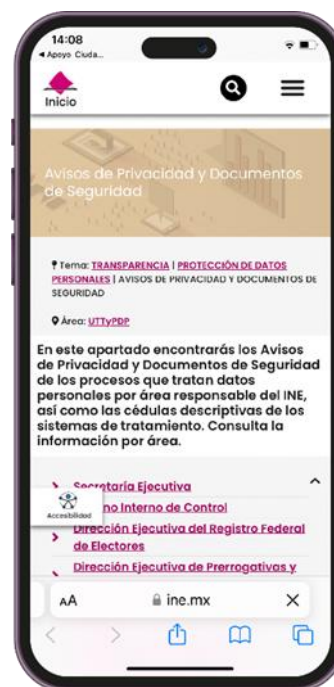 14:08
◀ Apoyo Ciuda...
Inicio
Avisos de Privacidad y Documentos
de Seguridad
Tema: TRANSPARENCIA | PROTECCIÓN DE DATOS
PERSONALES | AVISOS DE PRIVACIDAD Y DOCUMENTOS DE
SEGURIDAD
Área: UTTyPDP
En este apartado encontrarás los Avisos
de Privacidad y Documentos de Seguridad
de los procesos que tratan datos
personales por área responsable del INE,
así como las cédulas descriptivas de los
sistemas de tratamiento. Consulta la
información por área.
Secretaría Ejecutiva
no Interno de Control
Accesibilidad
Dirección Ejecutiva del Registro Federal
de Electores
Dirección Ejecutiva de Prerrogativas y
AA
ine.mx